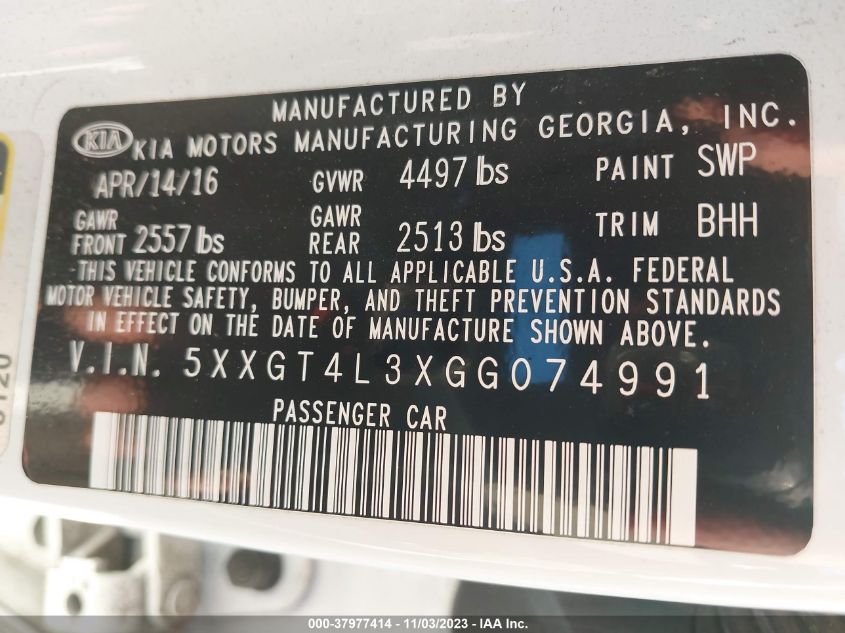 MANUFACTURED BY
KIA KIA MOTORS MANUFACTURING GEORGIA, INC.
APR/14/16 GVWR 4497 lbs PAINT SWP
GAWR FRONT 2557 lbs GAWR REAR 2513 lbs TRIM BHH
THIS VEHICLE CONFORMS TO ALL APPLICABLE U.S.A. FEDERAL
MOTOR VEHICLE SAFETY, BUMPER, AND THEFT PREVENTION STANDARDS
IN EFFECT ON THE DATE OF MANUFACTURE SHOWN ABOVE.
V.I.N. 5XXGT4L3XGG074991
PASSENGER CAR
000-37977414 - 11/03/2023 - IAA Inc.